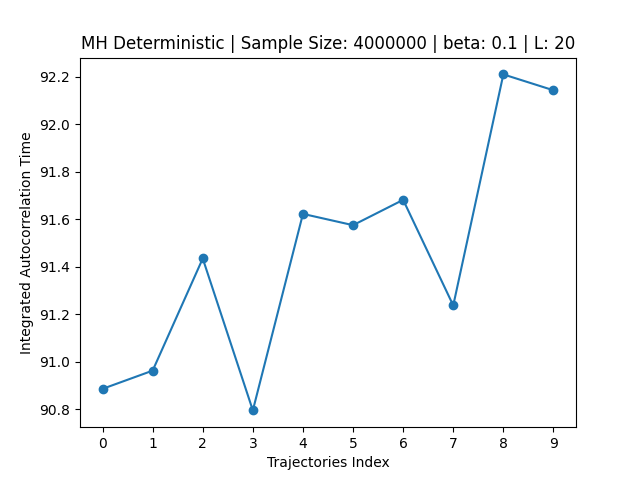 MH Deterministic | Sample Size: 4000000 | beta: 0.1 | L: 20
92.2
92.0
91.8
91.6
91.4
91.2
91.0
90.8
Integrated Autocorrelation Time
0 1 2 3 4 5 6 7 8 9
Trajectories Index